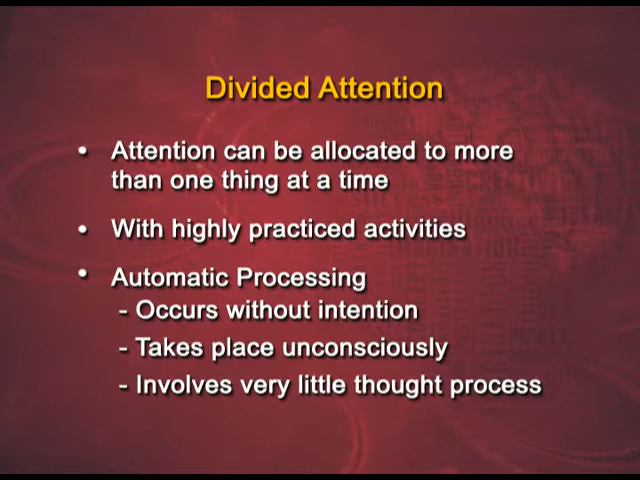 Divided Attention
• Attention can be allocated to more
than one thing at a time
• With highly practiced activities
• Automatic Processing
- Occurs without intention
- Takes place unconsciously
- Involves very little thought process